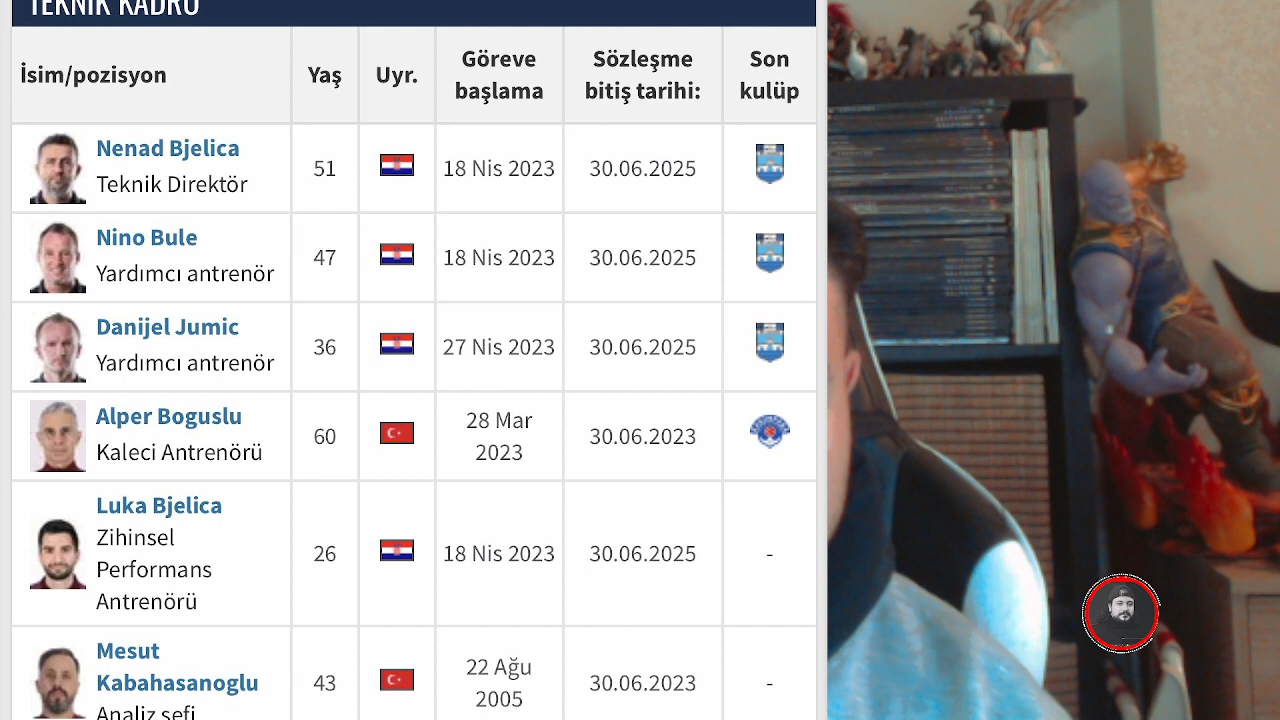 TEKNİK KADRO
İsim/pozisyon
Yaş
Uyr.
Göreve
başlama
Sözleşme
bitiş tarihi:
Son
kulüp
Nenad Bjelica
Teknik Direktör
51
18 Nis 2023
30.06.2025
Nino Bule
Yardımcı antrenör
47
18 Nis 2023
30.06.2025
Danijel Jumic
Yardımcı antrenör
36
27 Nis 2023
30.06.2025
Alper Boguslu
Kaleci Antrenörü
60
28 Mar
2023
30.06.2023
Luka Bjelica
Zihinsel
Performans
Antrenörü
26
18 Nis 2023
30.06.2025
-
Mesut
Kabahasanoglu
Analiz şefi
43
22 Ağu
2005
30.06.2023
-